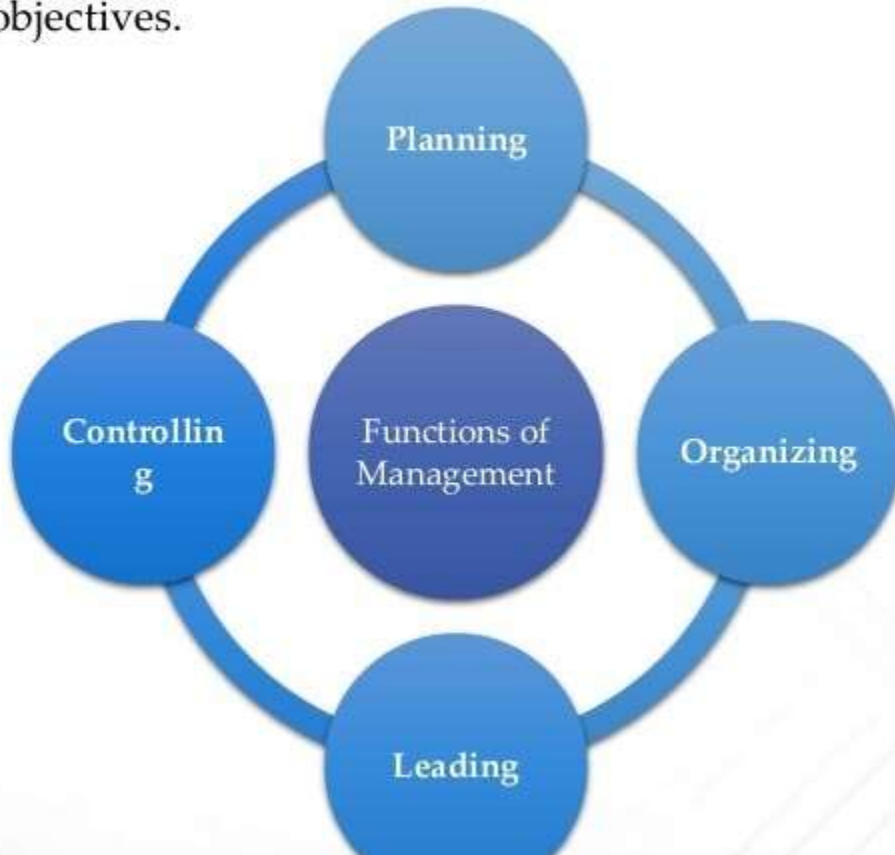 objectives.
Planning
Controllin
g
Functions of
Management
Organizing
Leading